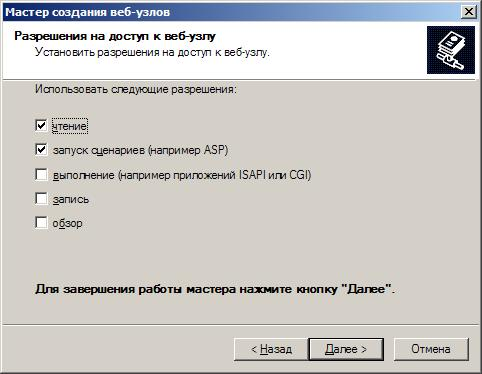 Мастер создания веб-узлов
Разрешения на доступ к веб-узлу
Установить разрешения на доступ к веб-узлу.
Использовать следующие разрешения:
чтение
запуск сценариев (например ASP)
выполнение (например приложений ISAPI или CGI)
запись
обзор
Для завершения работы мастера нажмите кнопку "Далее".
< Назад Далее > Отмена